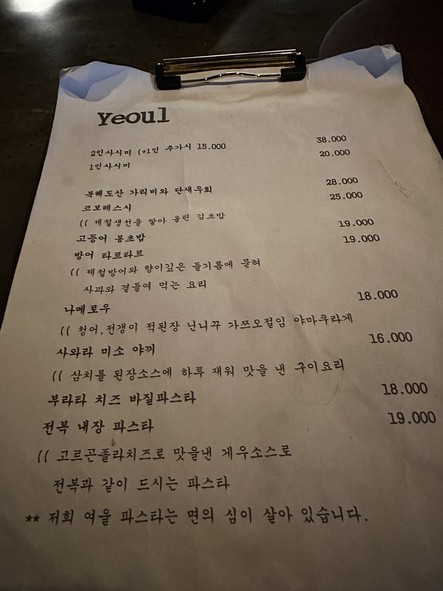 Yeoul
2인사시미 (+1인 추가시 15.000 38.000
1인사시미 20.000
북해도산 가리비와 단새우회 28.000
코보레스시 25.000
(( 제철생선을 쌓아 올린 김초밥
고등어 봉초밥 19.000
방어 타르타르 19.000
(( 제철방어와 향이깊은 들기름에 묻혀
사과와 곁들여 먹는 요리
나메로우 18.000
(( 청어,전갱이 적된장 넌니꾸 가쯔오절임 야마와라게
사와라 미소 야끼 16.000
(( 삼치를 된장소스에 하루 재워 맛을 낸 구이요리
부라타 치즈 바질파스타 18.000
전복 내장 파스타 19.000
(( 고르곤졸라치즈로 맛을낸 게우소스로
전복과 같이 드시는 파스타
** 저희 여울 파스타는 면의 심이 살아 있습니다.